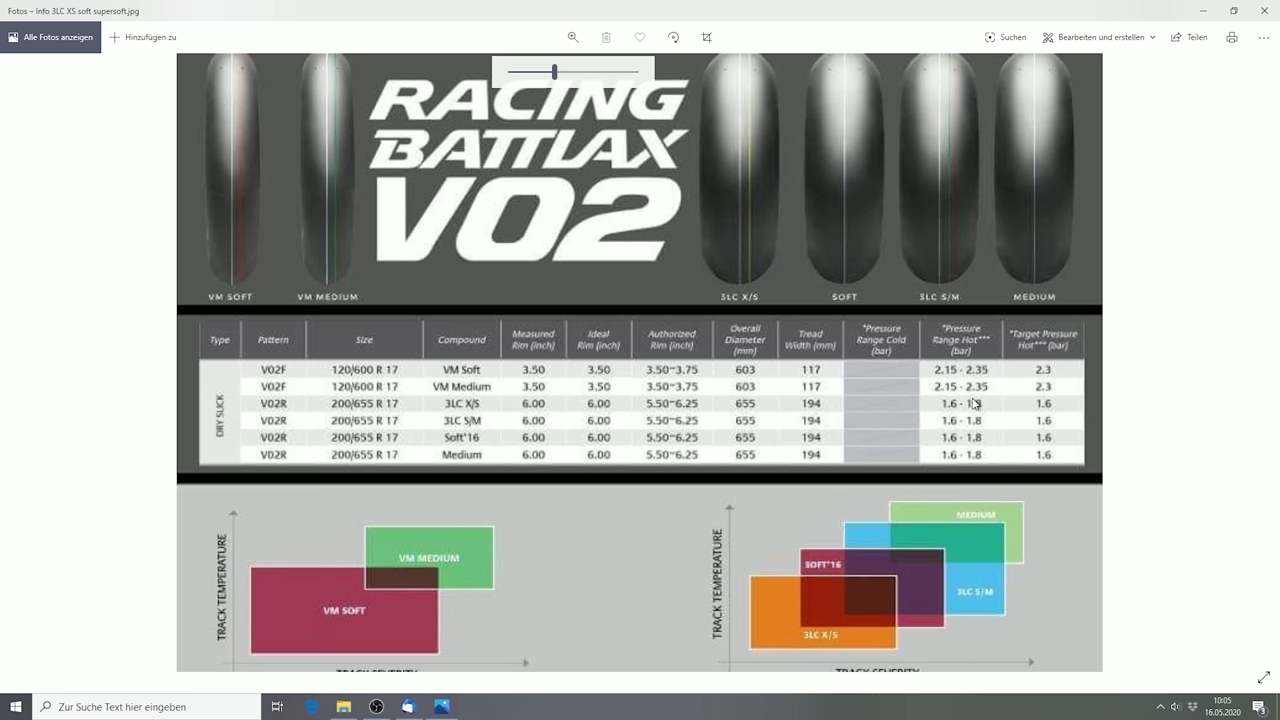 Fotos – Info 3LC XS soft supersoft.jpg
Alle Fotos anzeigen
Hinzufügen zu
Suchen
Bearbeiten und erstellen
Teilen
RACING
BATTLAX
V02
VM SOFT
VM MEDIUM
3LC X/S
SOFT
3LC S/M
MEDIUM
Type Pattern Size Compound Measured Rim (inch) Ideal Rim (inch) Authorized Rim (inch) Overall Diameter (mm) Tread Width (mm) *Pressure Range Cold (bar) *Pressure Range Hot*** (bar) *Target Pressure Hot*** (bar)
DRY SLICK
V02F 120/600 R 17 VM Soft 3.50 3.50 3.50~3.75 603 117 2.15 - 2.35 2.3
V02F 120/600 R 17 VM Medium 3.50 3.50 3.50~3.75 603 117 2.15 - 2.35 2.3
V02R 200/655 R 17 3LC X/S 6.00 6.00 5.50~6.25 655 194 1.6 - 1.8 1.6
V02R 200/655 R 17 3LC S/M 6.00 6.00 5.50~6.25 655 194 1.6 - 1.8 1.6
V02R 200/655 R 17 Soft'16 6.00 6.00 5.50~6.25 655 194 1.6 - 1.8 1.6
V02R 200/655 R 17 Medium 6.00 6.00 5.50~6.25 655 194 1.6 - 1.8 1.6
TRACK TEMPERATURE
VM MEDIUM
VM SOFT
TRACK SEVERITY
TRACK TEMPERATURE
MEDIUM
SOFT'16
3LC S/M
3LC X/S
TRACK SEVERITY
Zur Suche Text hier eingeben
10:05
16.05.2020
3